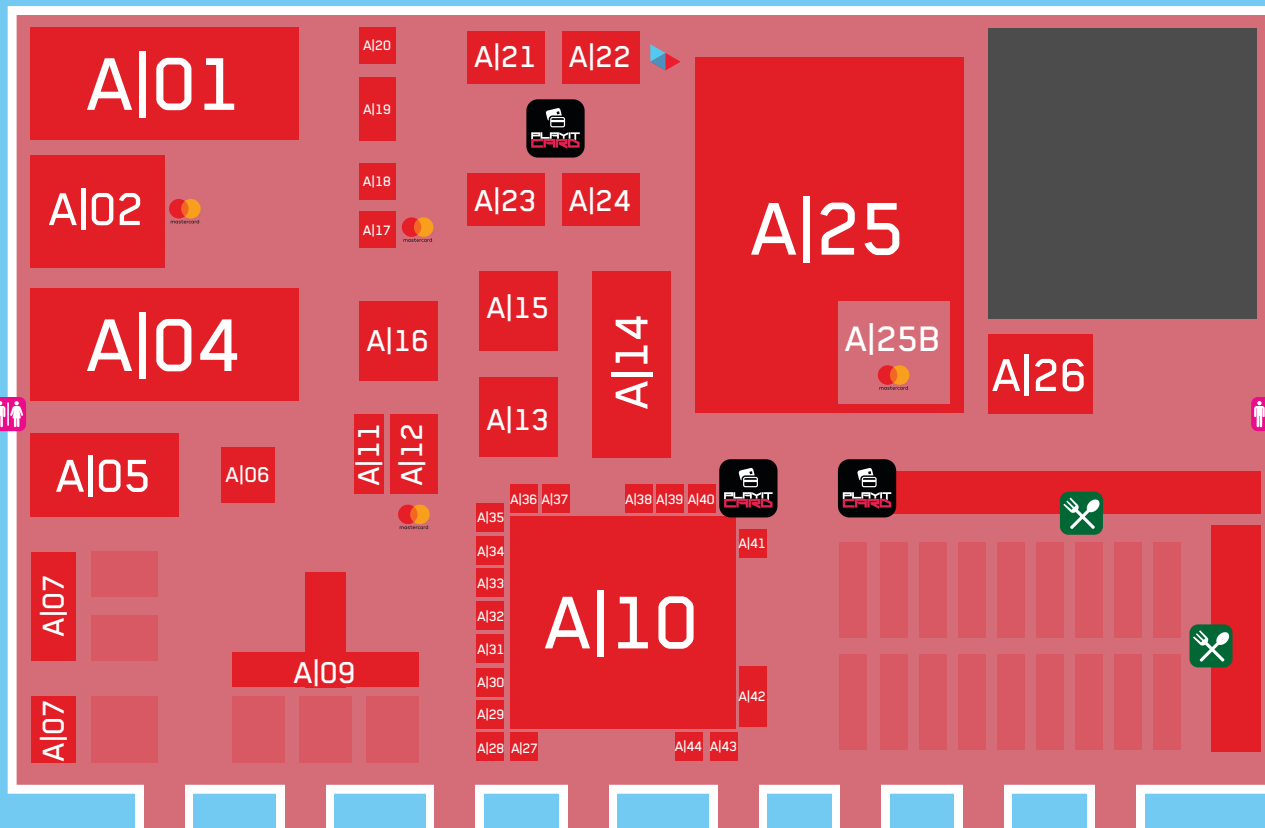 A|01
A|20
A|21
A|22
A|19
PLAYIT
CARD
A|02
mastercard
A|18
A|17
mastercard
A|23
A|24
A|25
A|04
A|16
A|15
A|14
A|25B
mastercard
A|26
A|13
A|05
A|06
A|11
A|12
mastercard
A|36
A|37
A|38
A|39
A|40
PLAYIT
CARD
PLAYIT
CARD
A|35
A|34
A|33
A|32
A|31
A|30
A|29
A|28
A|27
A|10
A|41
A|42
A|44
A|43
A|07
A|09
A|07